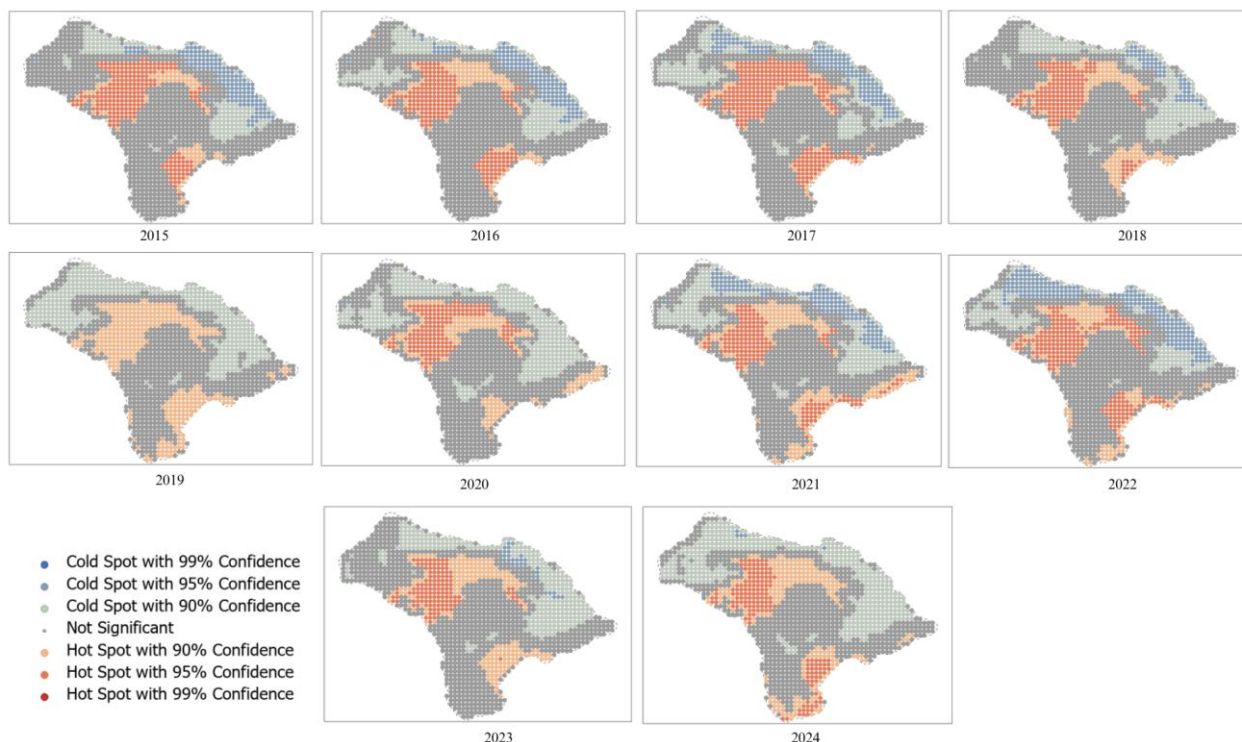 2015
2016
2017
2018
2019
2020
2021
2022
Cold Spot with 99% Confidence
Cold Spot with 95% Confidence
Cold Spot with 90% Confidence
Not Significant
Hot Spot with 90% Confidence
Hot Spot with 95% Confidence
Hot Spot with 99% Confidence
2023
2024